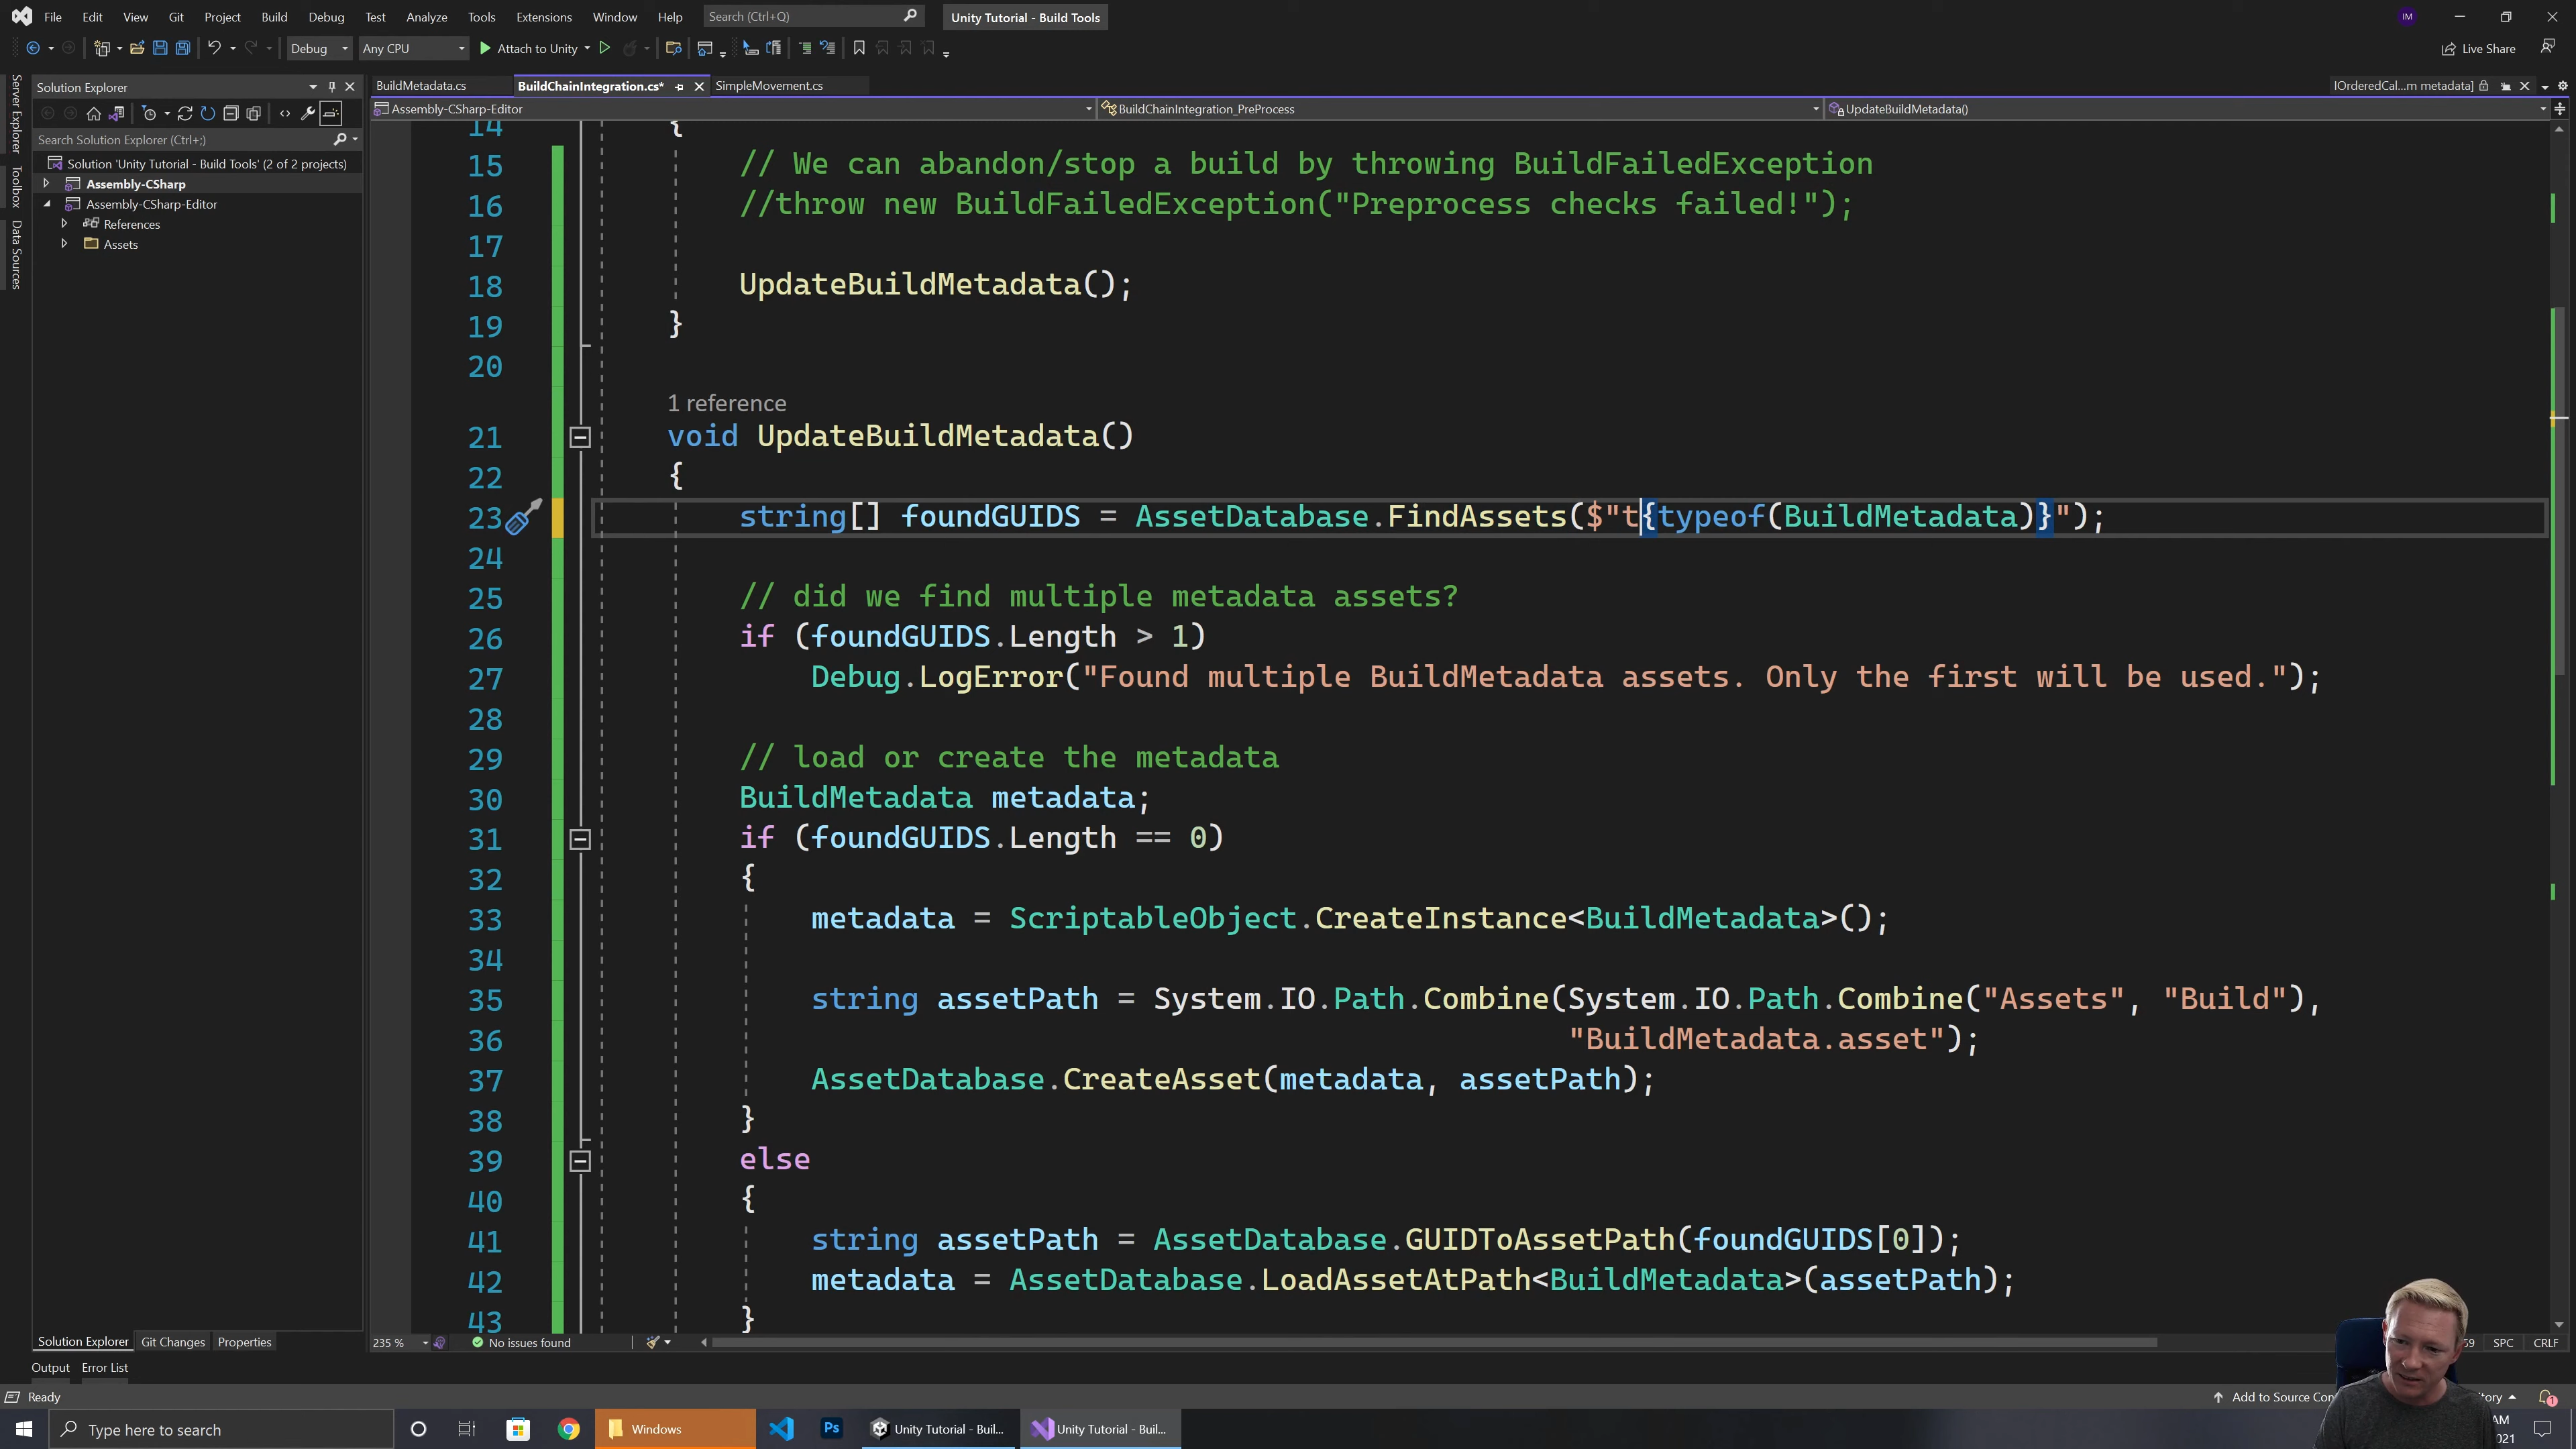 File Edit View Git Project Build Debug Test Analyze Tools Extensions Window Help Search (Ctrl+Q) Unity Tutorial - Build Tools IM
Debug Any CPU Attach to Unity Live Share
Server Explorer
Toolbox
Data Sources
Solution Explorer
Search Solution Explorer (Ctrl+;)
Solution 'Unity Tutorial - Build Tools' (2 of 2 projects)
Assembly-CSharp
Assembly-CSharp-Editor
References
Assets
BuildMetadata.cs BuildChainIntegration.cs* SimpleMovement.cs IOrderedCal...m metadata]
Assembly-CSharp-Editor BuildChainIntegration_PreProcess UpdateBuildMetadata()
14 {
15 // We can abandon/stop a build by throwing BuildFailedException
16 //throw new BuildFailedException("Preprocess checks failed!");
17
18 UpdateBuildMetadata();
19 }
20
1 reference
21 void UpdateBuildMetadata()
22 {
23 string[] foundGUIDS = AssetDatabase.FindAssets($"t{typeof(BuildMetadata)}");
24
25 // did we find multiple metadata assets?
26 if (foundGUIDS.Length > 1)
27 Debug.LogError("Found multiple BuildMetadata assets. Only the first will be used.");
28
29 // load or create the metadata
30 BuildMetadata metadata;
31 if (foundGUIDS.Length == 0)
32 {
33 metadata = ScriptableObject.CreateInstance<BuildMetadata>();
34
35 string assetPath = System.IO.Path.Combine(System.IO.Path.Combine("Assets", "Build"),
36 "BuildMetadata.asset");
37 AssetDatabase.CreateAsset(metadata, assetPath);
38 }
39 else
40 {
41 string assetPath = AssetDatabase.GUIDToAssetPath(foundGUIDS[0]);
42 metadata = AssetDatabase.LoadAssetAtPath<BuildMetadata>(assetPath);
43 }
Solution Explorer Git Changes Properties
235 % No issues found SPC CRLF
Output Error List
Ready Add to Source 1
Type here to search Ps Windows Unity Tutorial - Buil... Unity Tutorial - Buil...